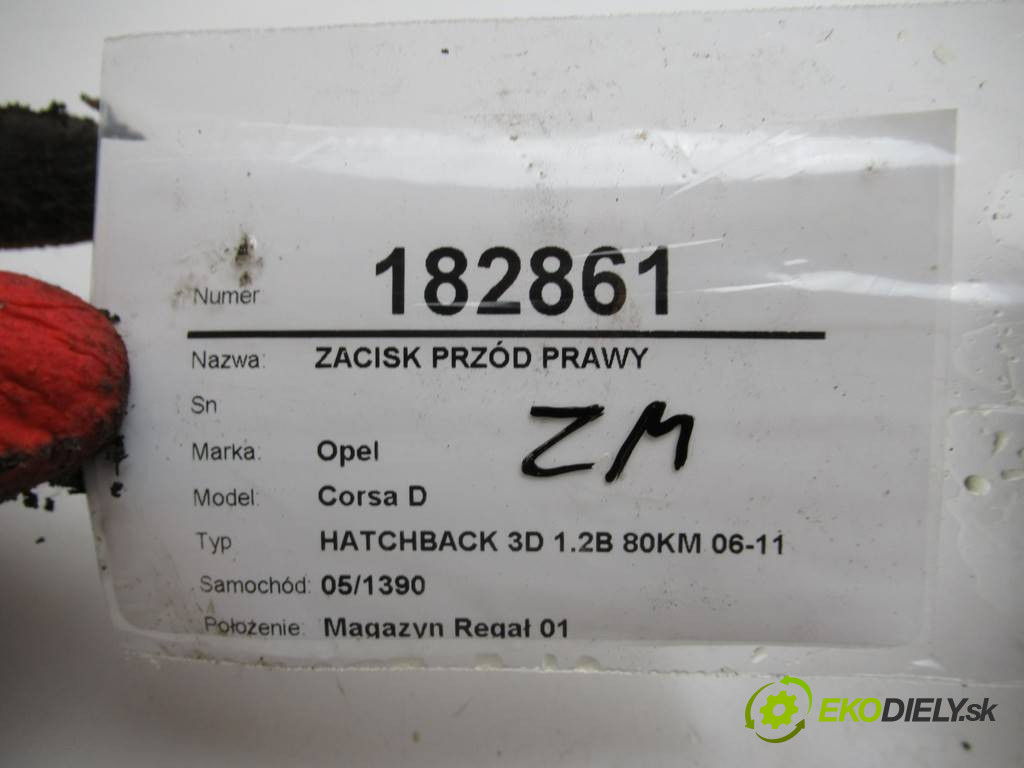 Numer 182861
Nazwa: ZACISK PRZÓD PRAWY
Sn
ZM
Marka: Opel
Model: Corsa D
Typ HATCHBACK 3D 1.2B 80KM 06-11
Samochód: 05/1390
Położenie: Magazyn Regał 01
EKODIELY.sk